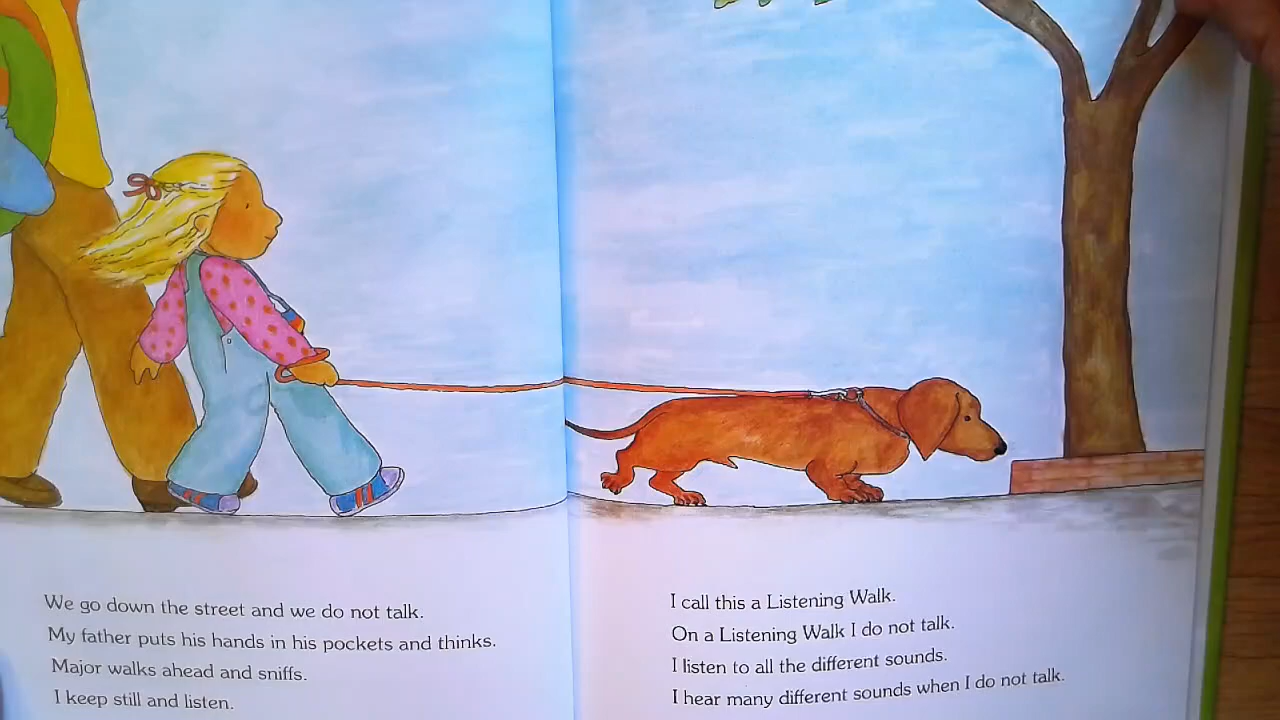 We go down the street and we do not talk.
My father puts his hands in his pockets and thinks.
Major walks ahead and sniffs.
I keep still and listen.
I call this a Listening Walk.
On a Listening Walk I do not talk.
I listen to all the different sounds.
I hear many different sounds when I do not talk.